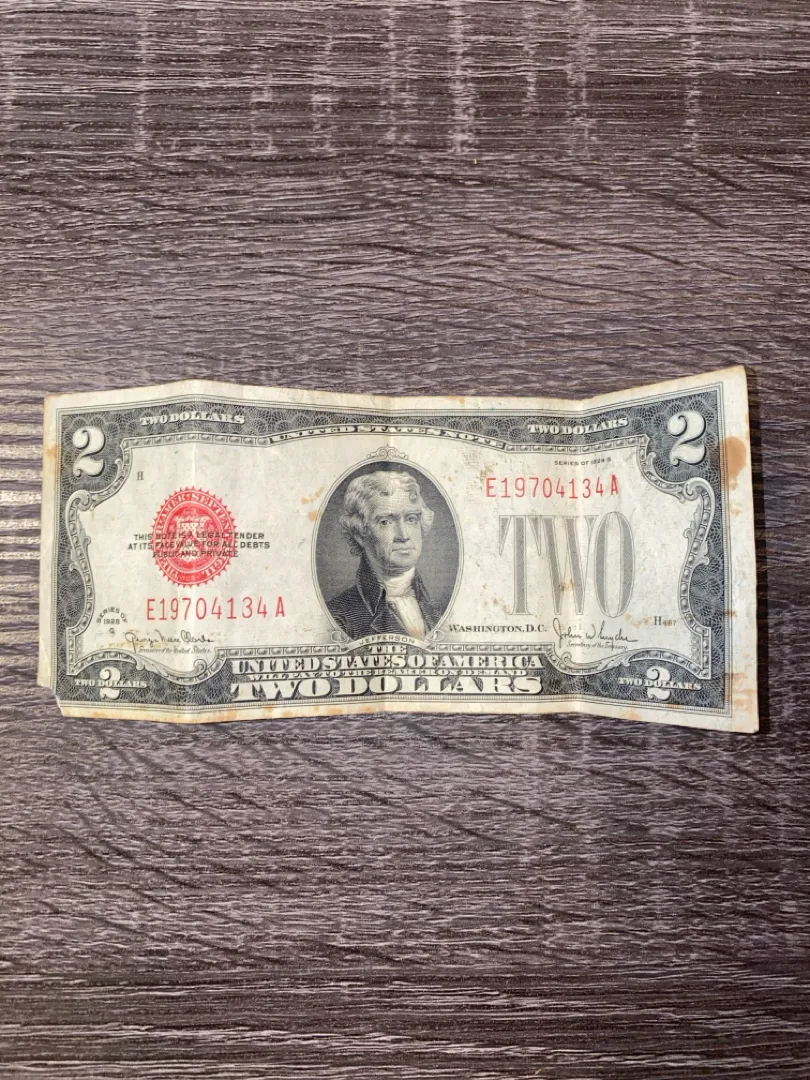 TWO DOLLARS
UNITED STATES NOTE
TWO DOLLARS
2
2
SERIES OF 1928 G
H
E19704134A
THIS NOTE IS A LEGAL TENDER
AT ITS FACE VALUE FOR ALL DEBTS
PUBLIC AND PRIVATE
TWO
E19704134A
SERIES OF
1928
G
WASHINGTON, D.C.
H 487
Treasurer of the United States.
JEFFERSON
Secretary of the Treasury.
THE
UNITED STATES OF AMERICA
WILL PAY TO THE BEARER ON DEMAND
TWO DOLLARS
2
TWO DOLLARS
2
TWO DOLLARS